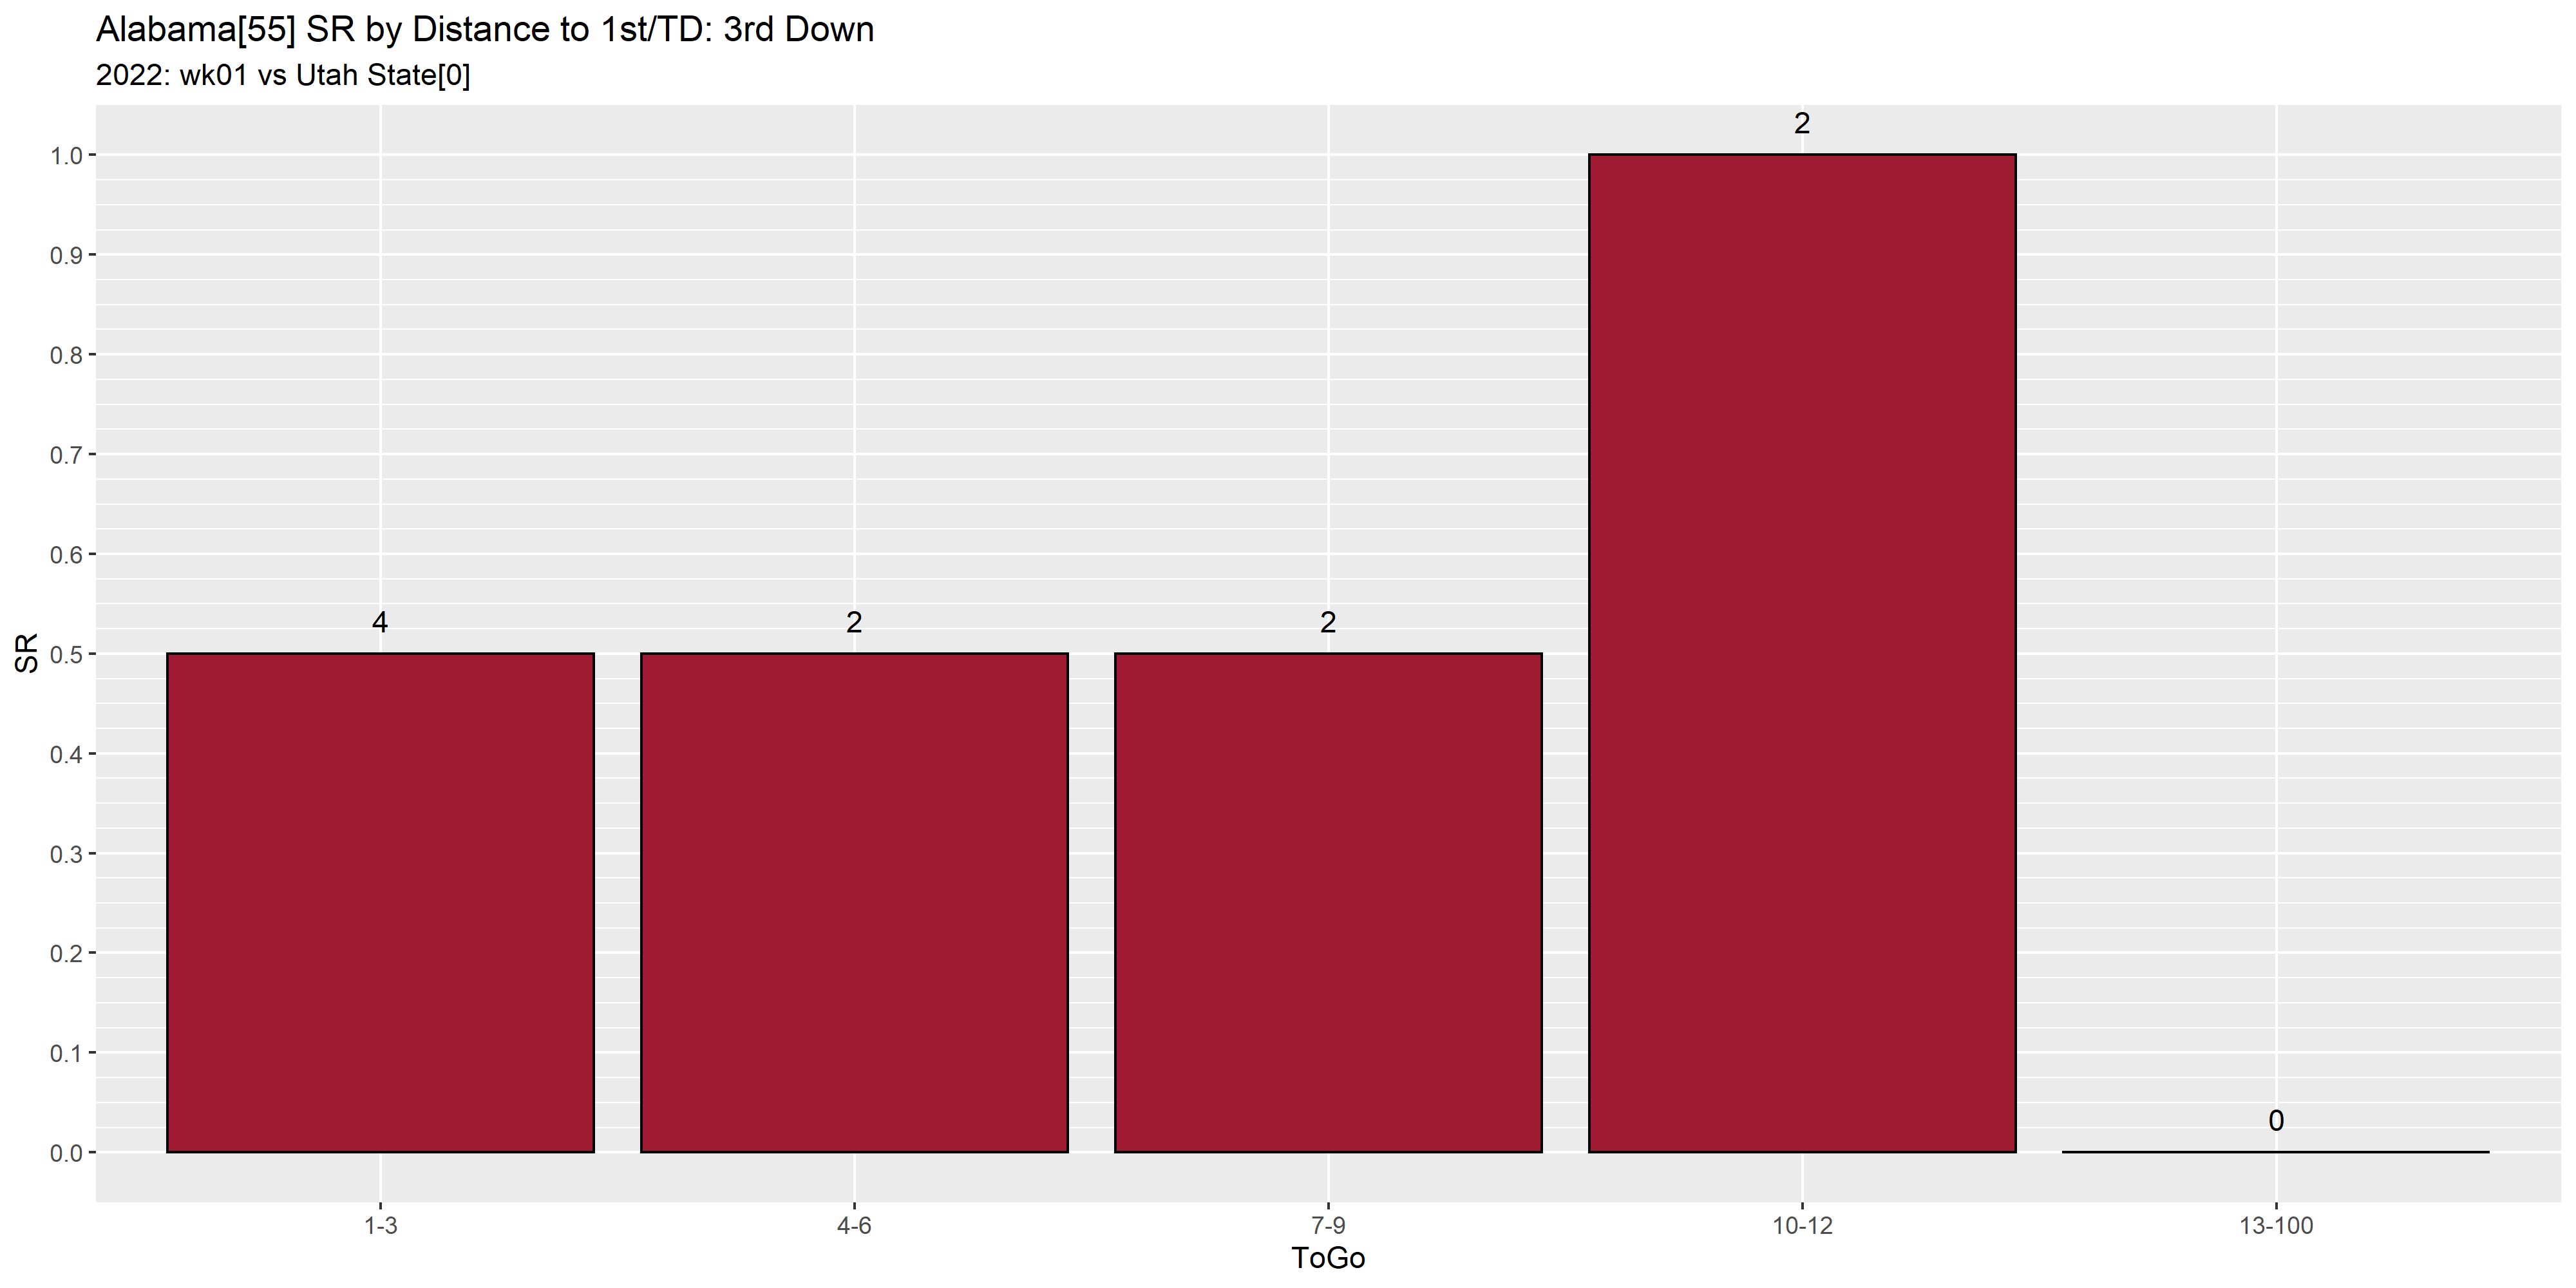 Alabama[55] SR by Distance to 1st/TD: 3rd Down
2022: wk01 vs Utah State[0]
2
1.0
0.9
0.8
0.7
0.6
4 2 2
SR
0.5
0.4
0.3
0.2
0.1
0
0.0
1-3 4-6 7-9 10-12 13-100
ToGo